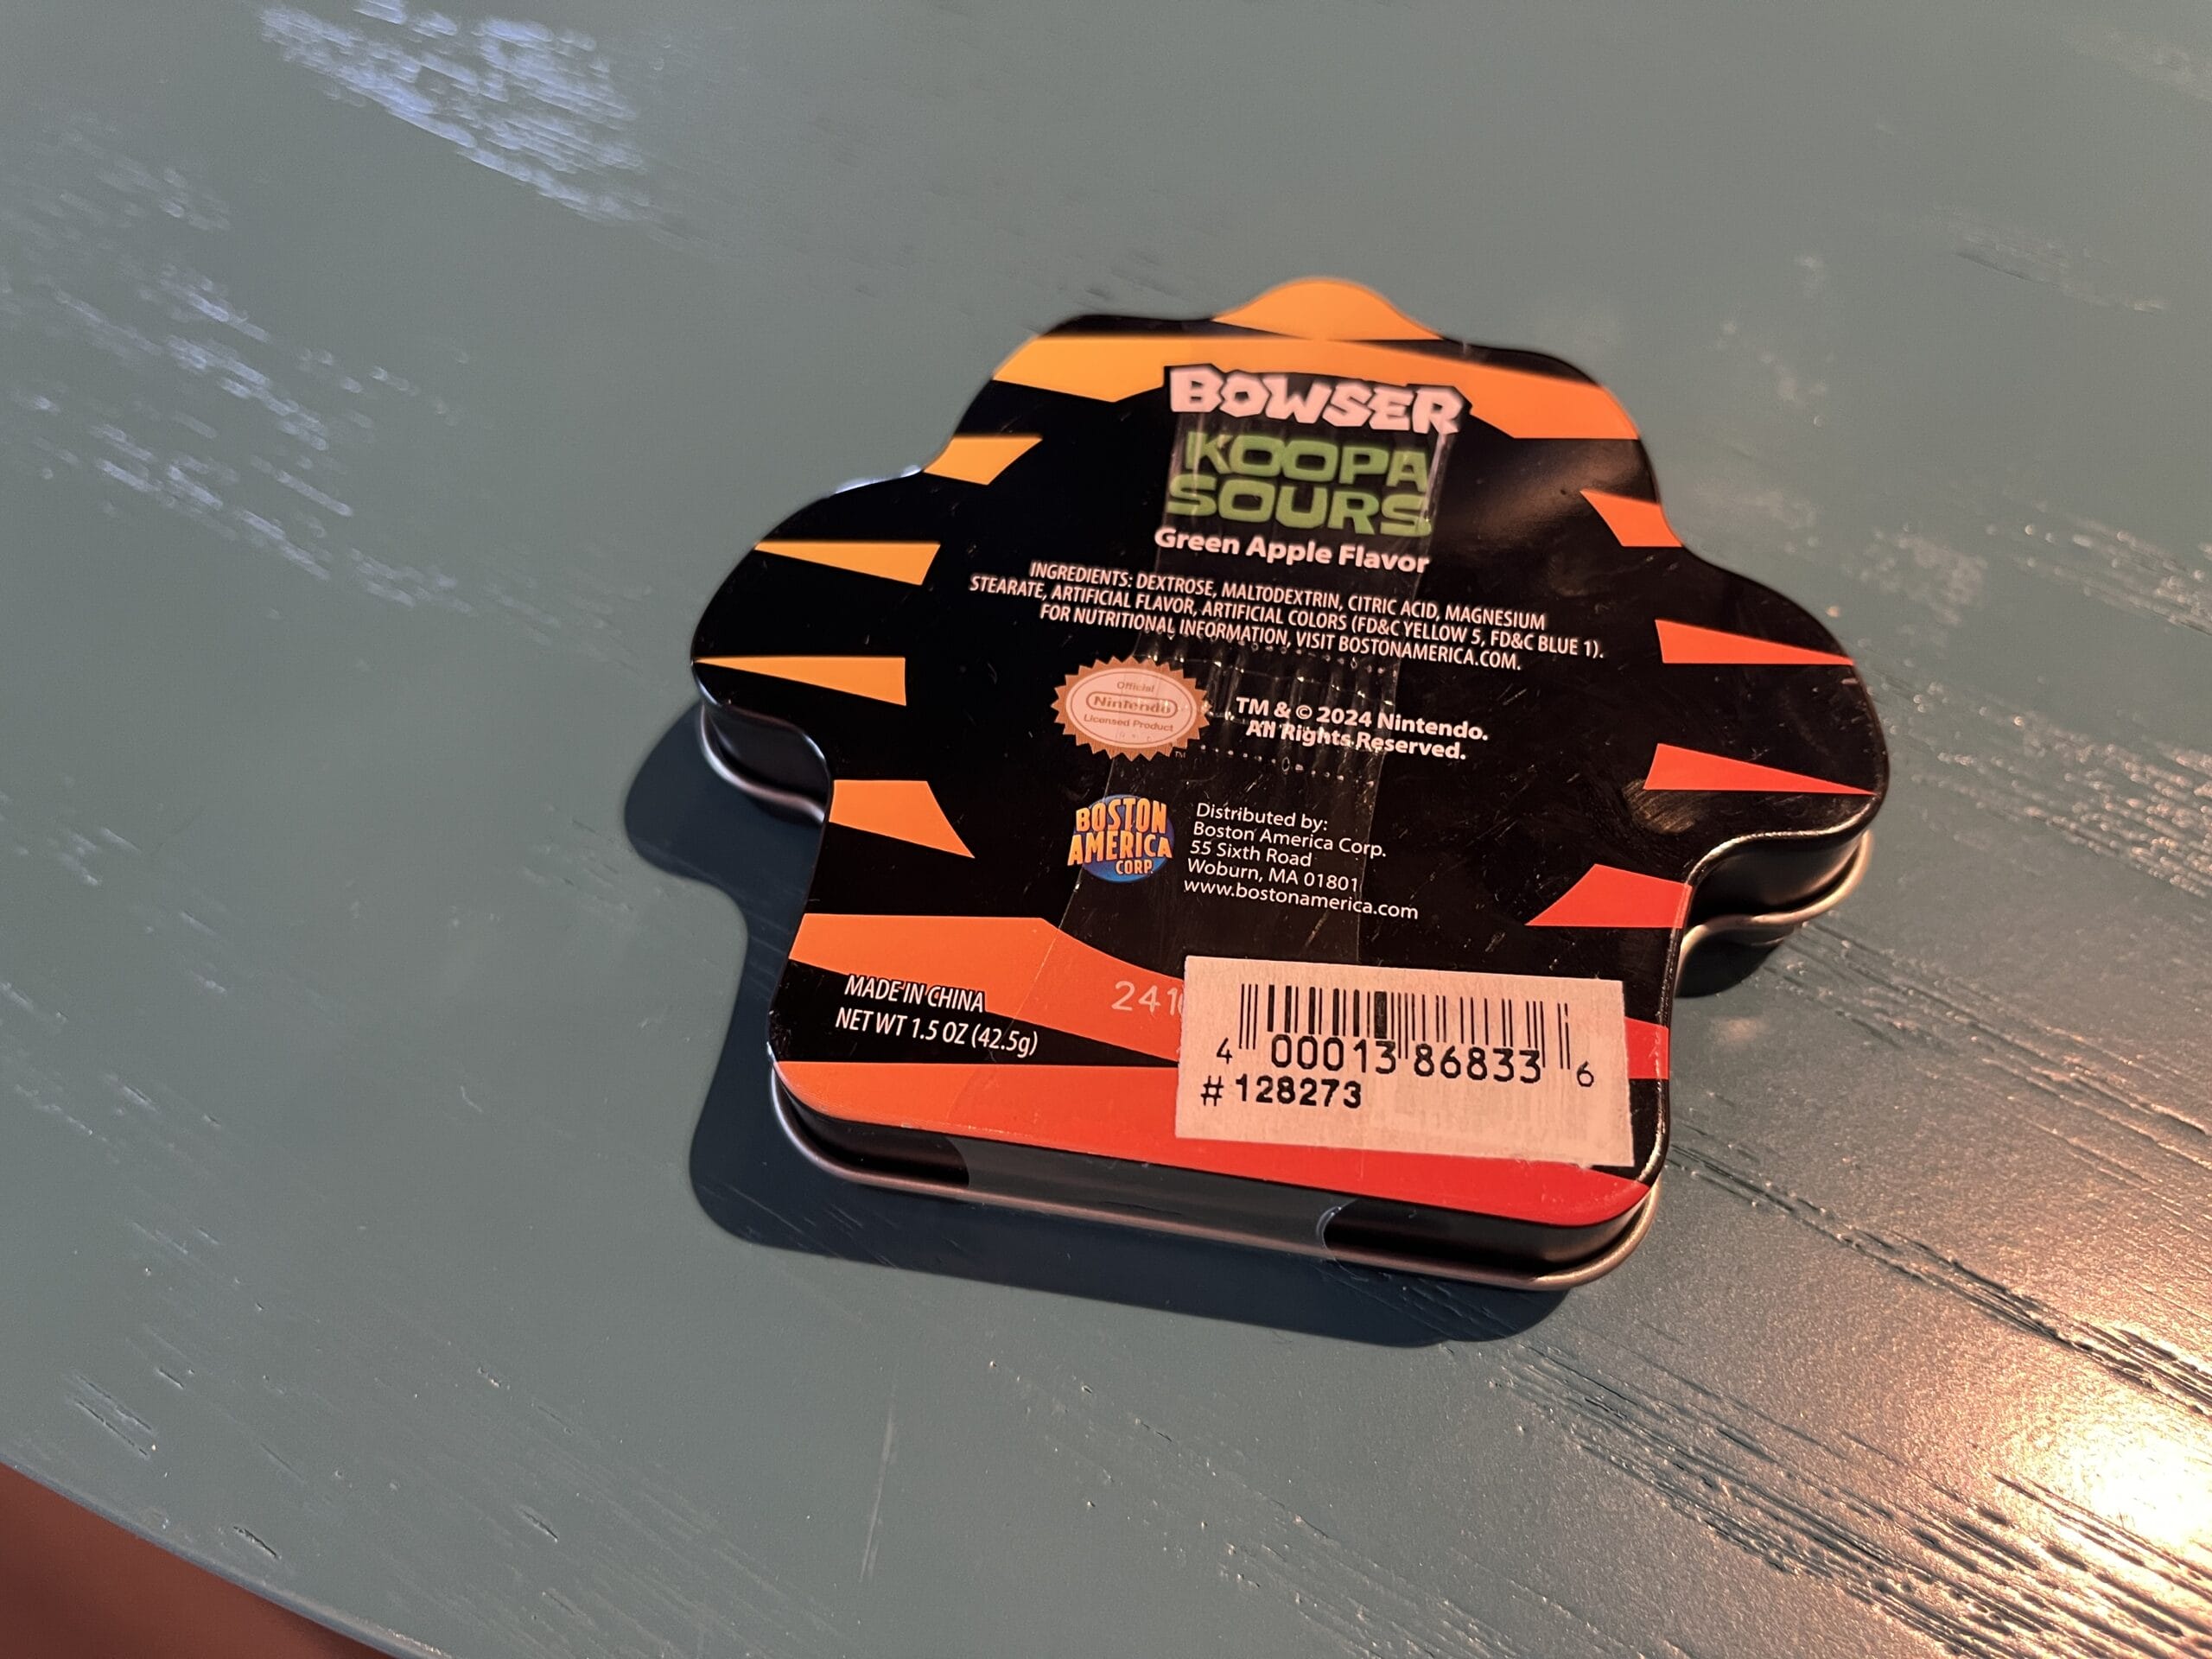 BOWSER
KOOPA
SOURS
Green Apple Flavor
INGREDIENTS: DEXTROSE, MALTODEXTRIN, CITRIC ACID, MAGNESIUM
STEARATE, ARTIFICIAL FLAVOR, ARTIFICIAL COLORS (FD&C YELLOW 5, FD&C BLUE 1).
FOR NUTRITIONAL INFORMATION, VISIT BOSTONAMERICA.COM.
Official
Nintendo
Licensed Product
TM
TM & © 2024 Nintendo.
All Rights Reserved.
BOSTON
AMERICA
CORP.
Distributed by:
Boston America Corp.
55 Sixth Road
Woburn, MA 01801
www.bostonamerica.com
MADE IN CHINA
NET WT 1.5 OZ (42.5g)
4 00013 86833 6
#128273